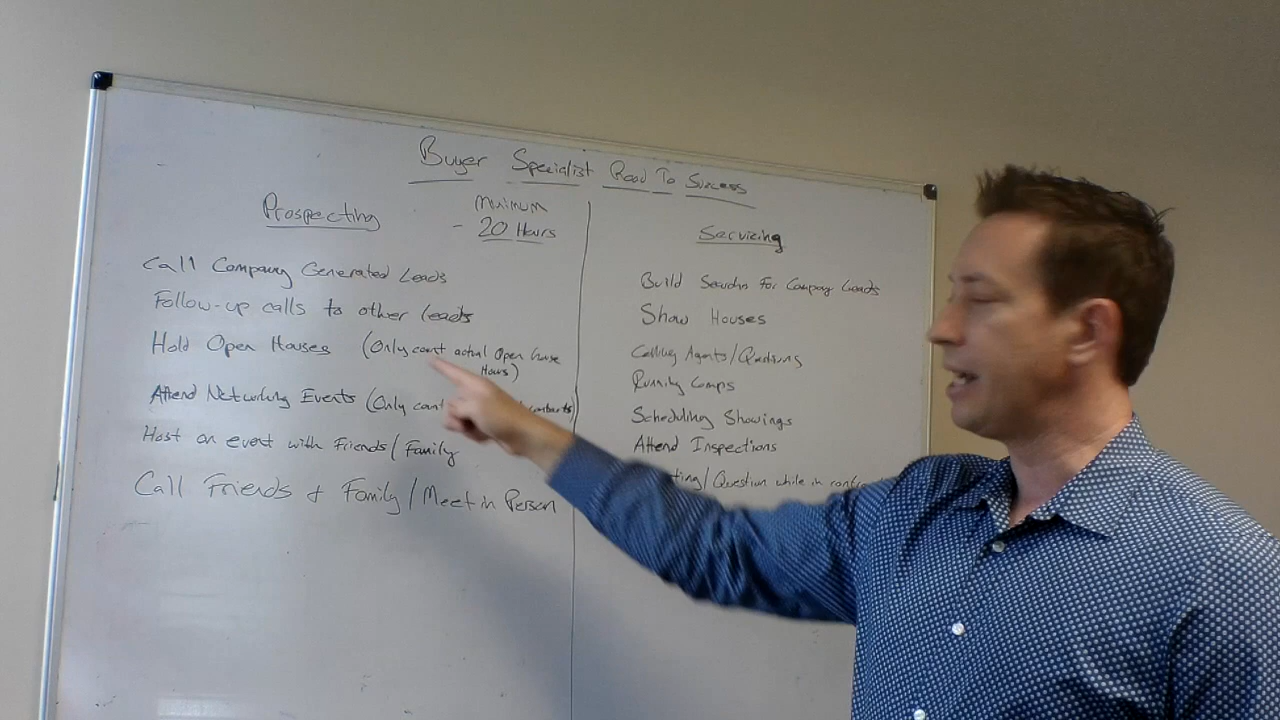 Buyer Specialist Road To Success
Prospecting
Minimum
- 20 Hours
Call Company Generated Leads
Follow-up calls to other leads
Hold Open Houses (Only count actual Open house
Hours)
Attend Networking Events (Only
Host an event with Friends/Family
Call Friends & Family/Meet in Person
Servicing
Build Searches For Company Leads
Show Houses
Calling Agents/Questions
Running Comps
Scheduling Showings
Attend Inspections
/Question while in